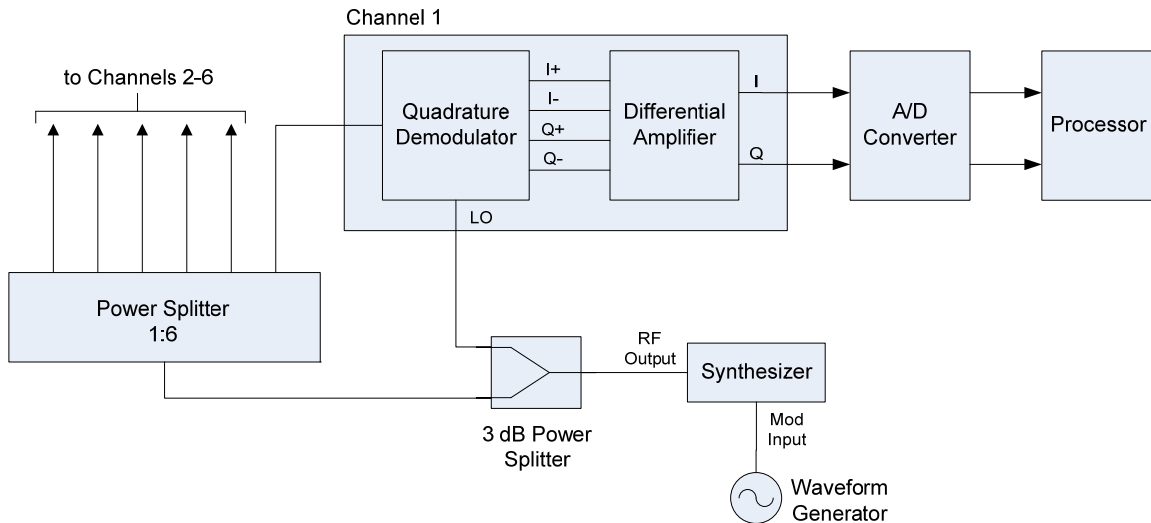 Channel 1
to Channels 2-6
Quadrature
Demodulator
I+
I-
Q+
Q-
Differential
Amplifier
I
Q
A/D
Converter
Processor
LO
Power Splitter
1:6
RF
Output
Synthesizer
3 dB Power
Splitter
Mod
Input
Waveform
Generator